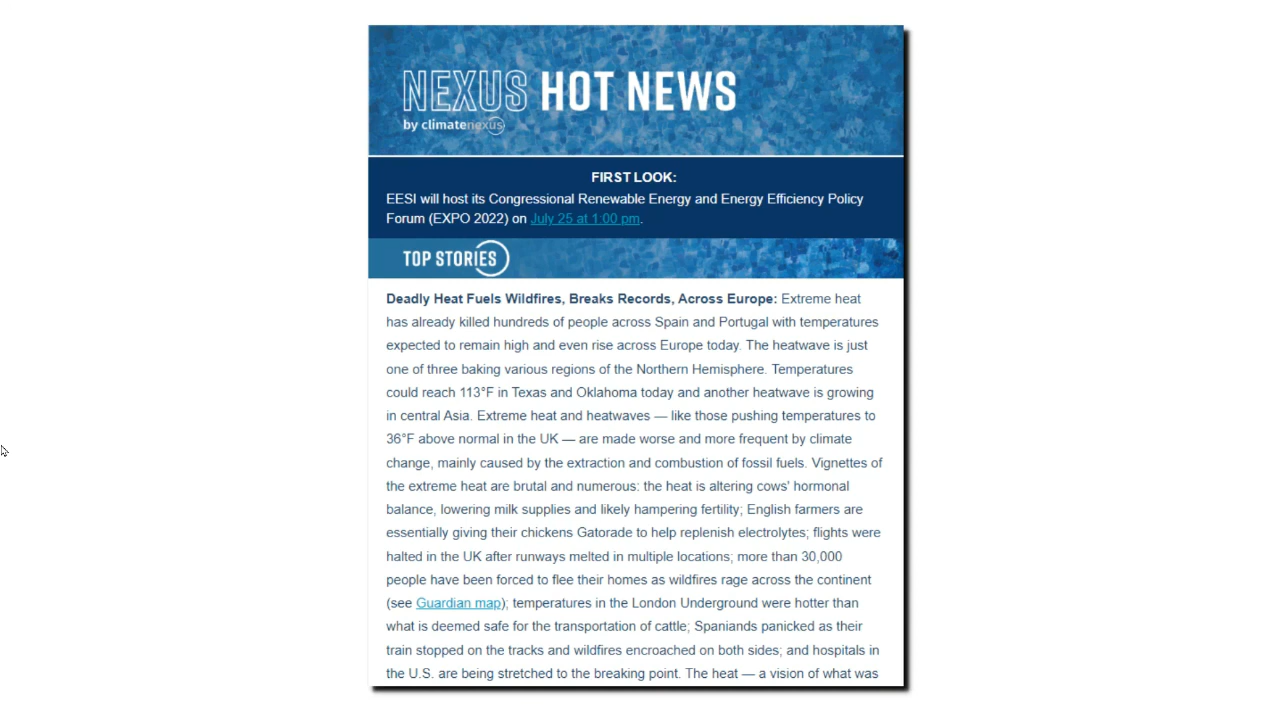 NEXUS HOT NEWS
by climatenexus
FIRST LOOK:
EESI will host its Congressional Renewable Energy and Energy Efficiency Policy
Forum (EXPO 2022) on July 25 at 1:00 pm.
TOP STORIES
Deadly Heat Fuels Wildfires, Breaks Records, Across Europe: Extreme heat
has already killed hundreds of people across Spain and Portugal with temperatures
expected to remain high and even rise across Europe today. The heatwave is just
one of three baking various regions of the Northern Hemisphere. Temperatures
could reach 113°F in Texas and Oklahoma today and another heatwave is growing
in central Asia. Extreme heat and heatwaves — like those pushing temperatures to
36°F above normal in the UK — are made worse and more frequent by climate
change, mainly caused by the extraction and combustion of fossil fuels. Vignettes of
the extreme heat are brutal and numerous: the heat is altering cows' hormonal
balance, lowering milk supplies and likely hampering fertility; English farmers are
essentially giving their chickens Gatorade to help replenish electrolytes; flights were
halted in the UK after runways melted in multiple locations; more than 30,000
people have been forced to flee their homes as wildfires rage across the continent
(see Guardian map); temperatures in the London Underground were hotter than
what is deemed safe for the transportation of cattle; Spaniands panicked as their
train stopped on the tracks and wildfires encroached on both sides; and hospitals in
the U.S. are being stretched to the breaking point. The heat — a vision of what was